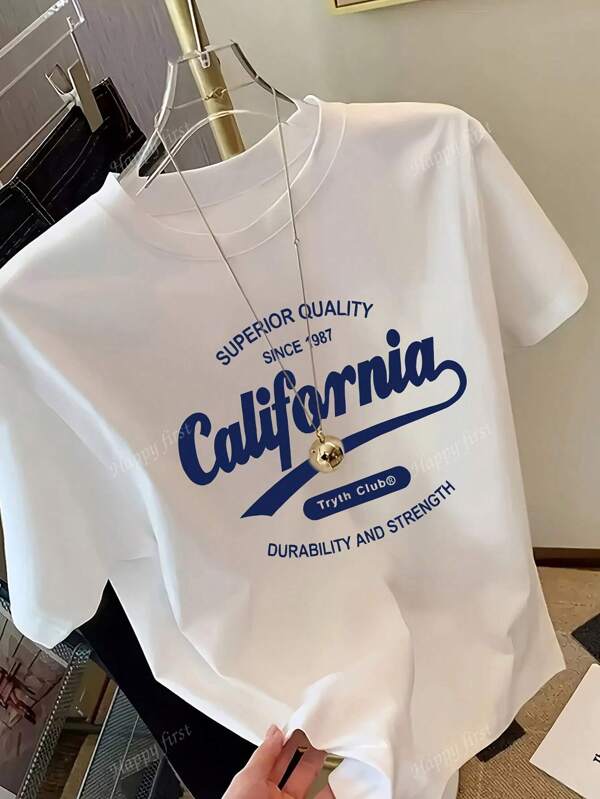 SUPERIOR QUALITY
SINCE 1987
California
Tryth Club®
DURABILITY AND STRENGTH
Happy first
Happy first
Happy first
Happy first
Happy first
Happy first